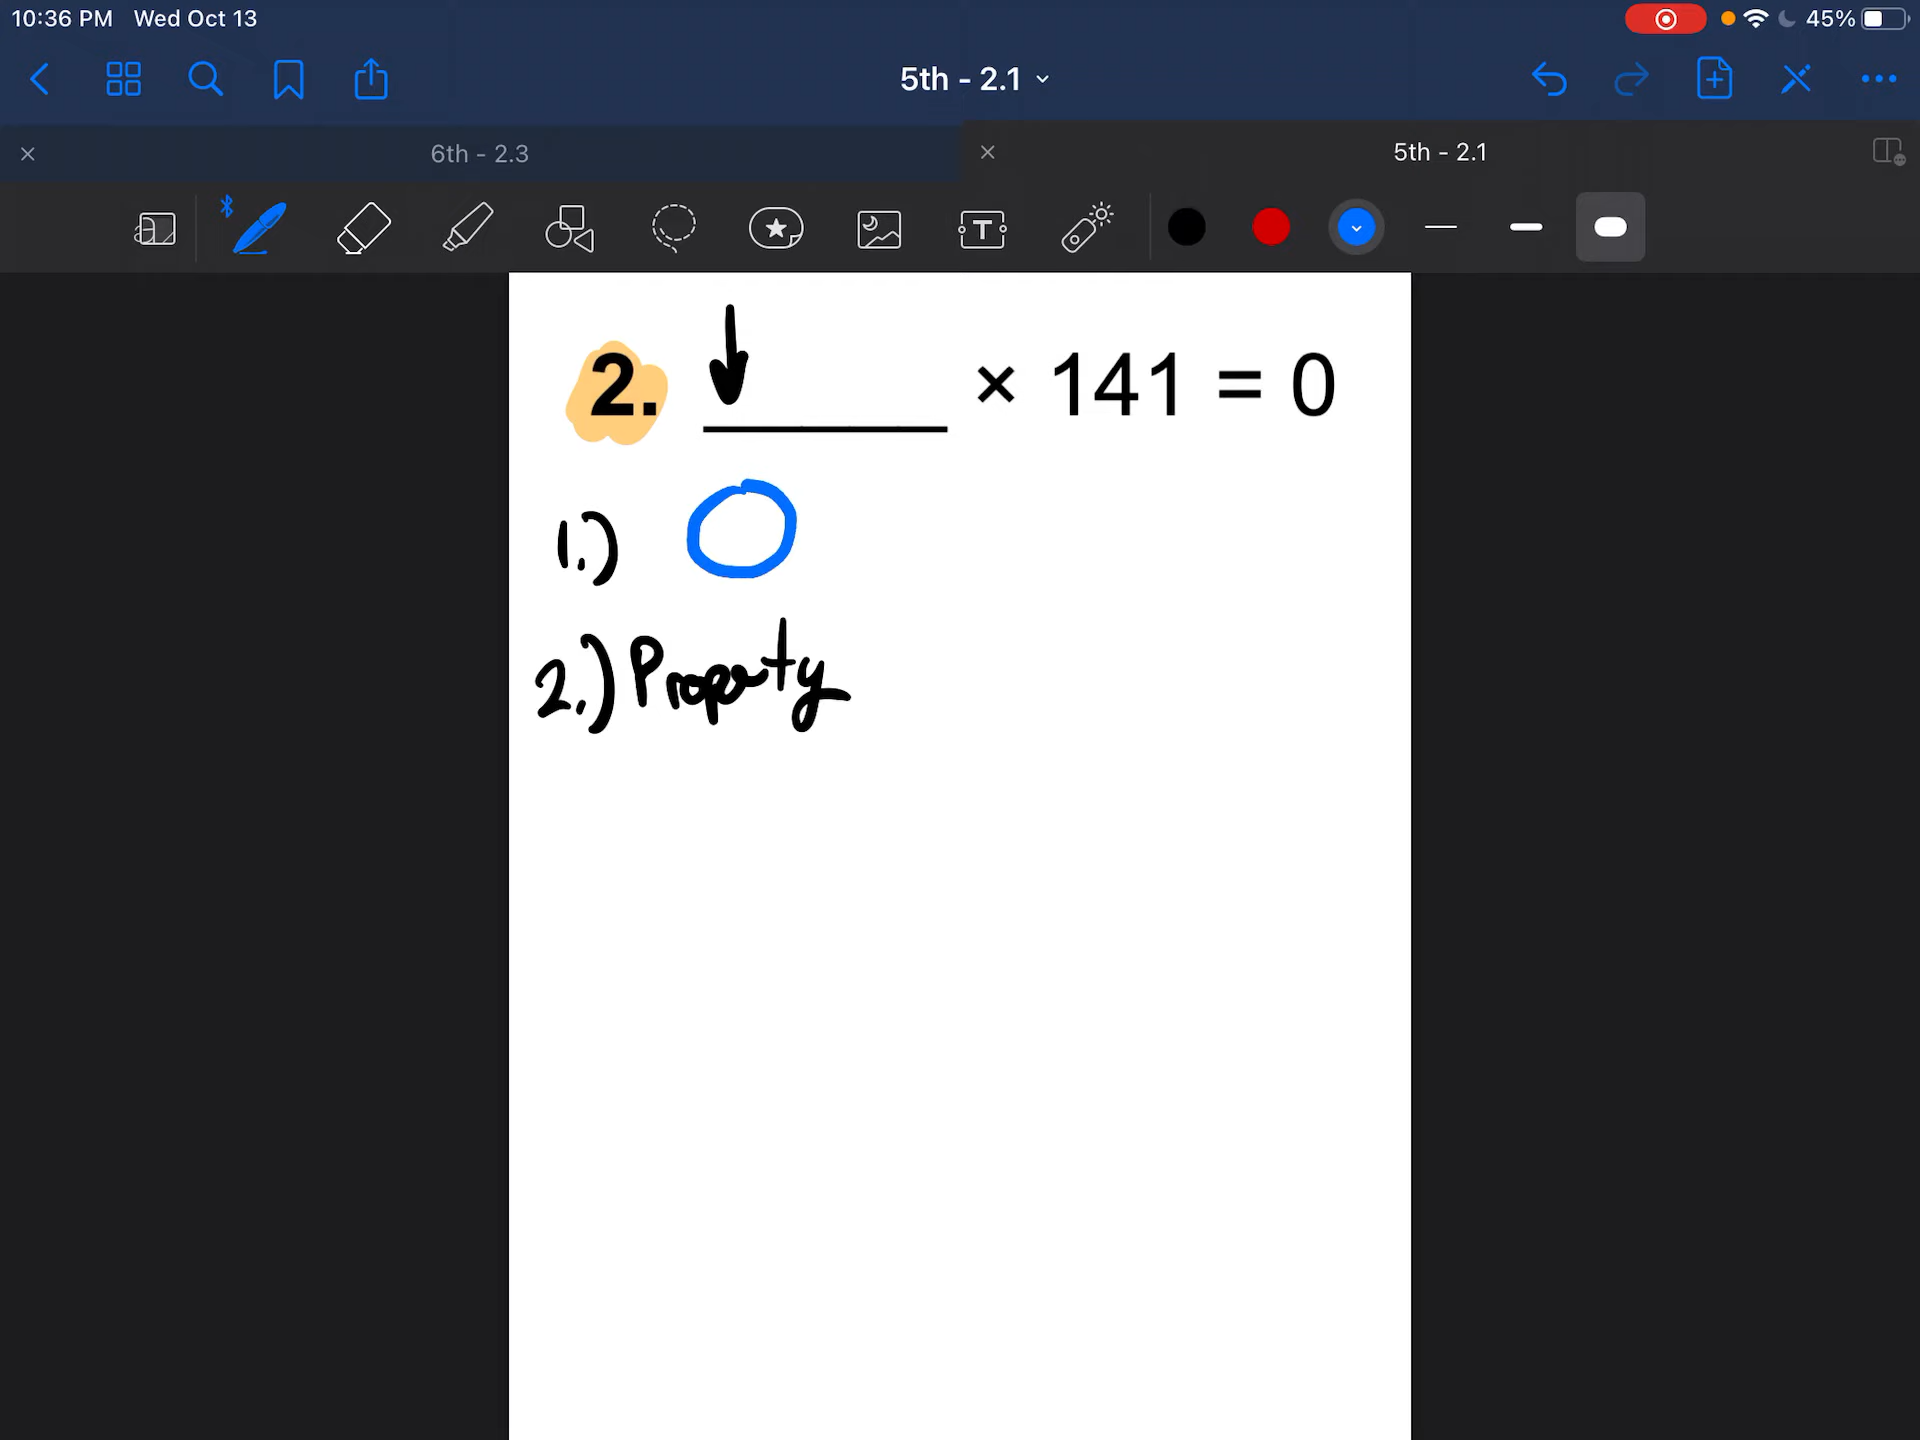 10:36 PM Wed Oct 13 45%
5th - 2.1
6th - 2.3 5th - 2.1
2. ______ × 141 = 0
1.) 0
2.) Property